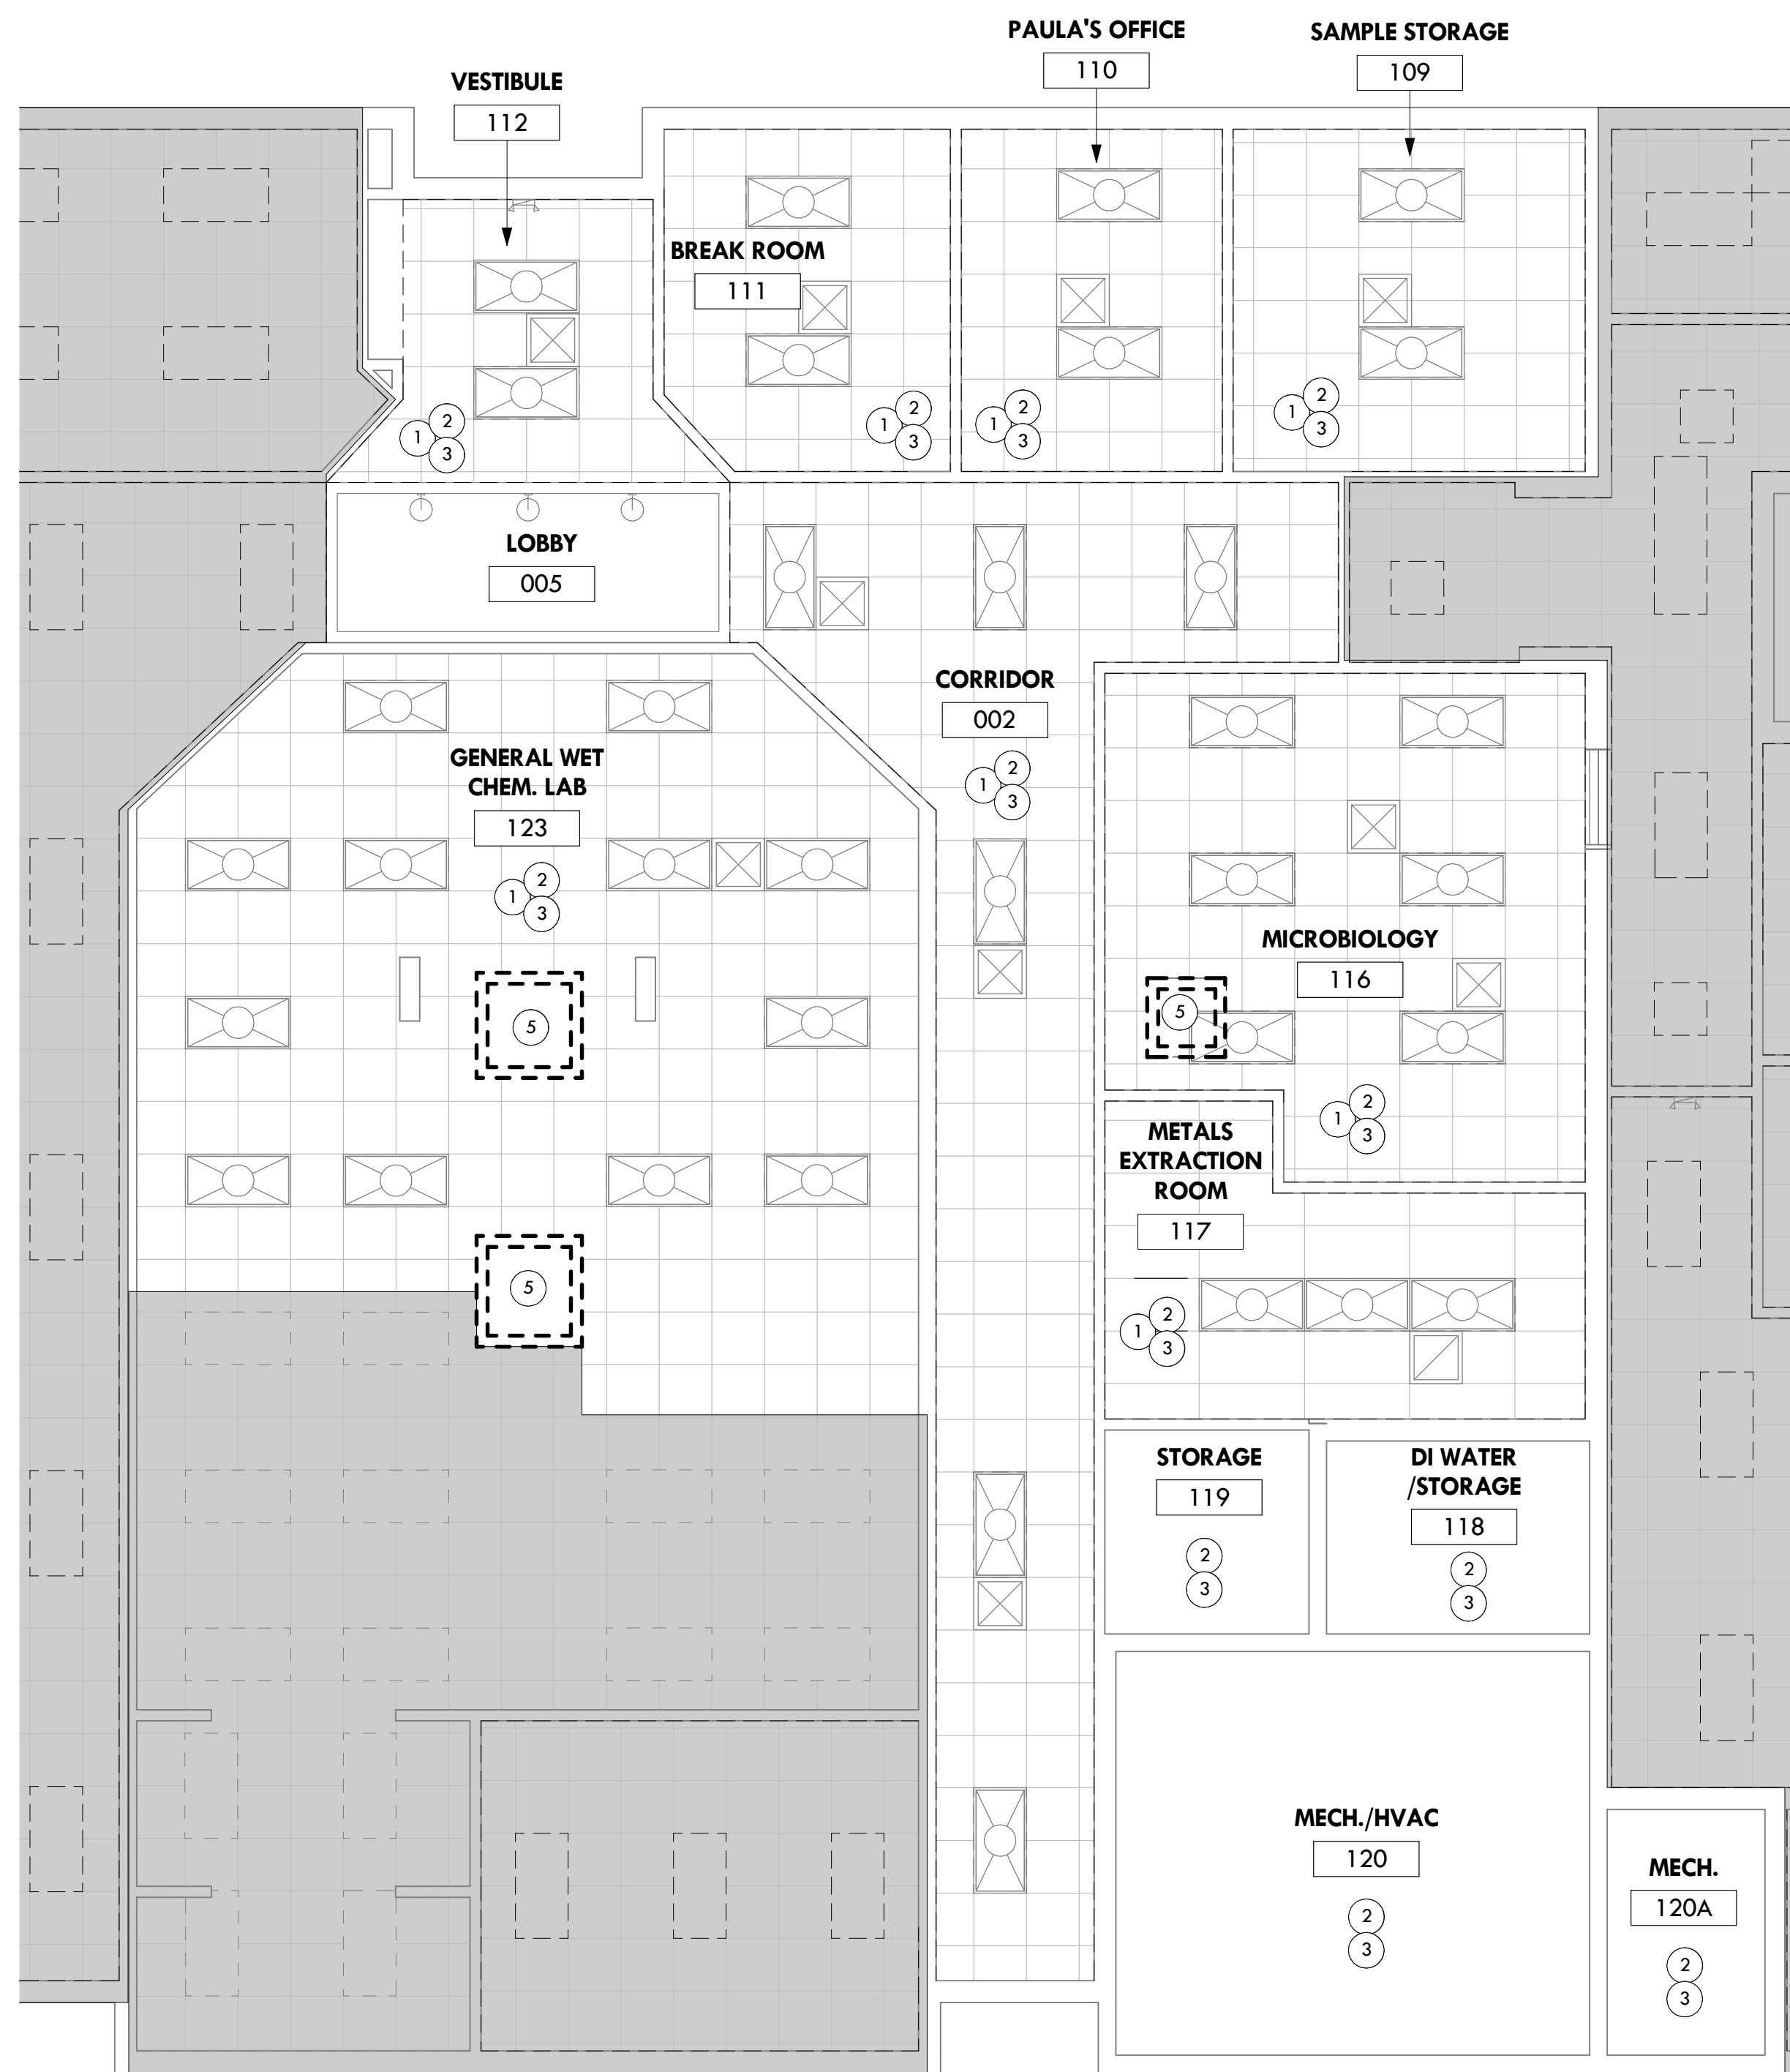 PAULA'S OFFICE
110
SAMPLE STORAGE
109
VESTIBULE
112
BREAK ROOM
111
1
2
3
1
2
3
1
2
3
1
2
3
LOBBY
005
CORRIDOR
002
1
2
3
GENERAL WET
CHEM. LAB
123
1
2
3
5
5
MICROBIOLOGY
116
5
1
2
3
METALS
EXTRACTION
ROOM
117
1
2
3
STORAGE
119
2
3
DI WATER
/STORAGE
118
2
3
MECH./HVAC
120
2
3
MECH.
120A
2
3